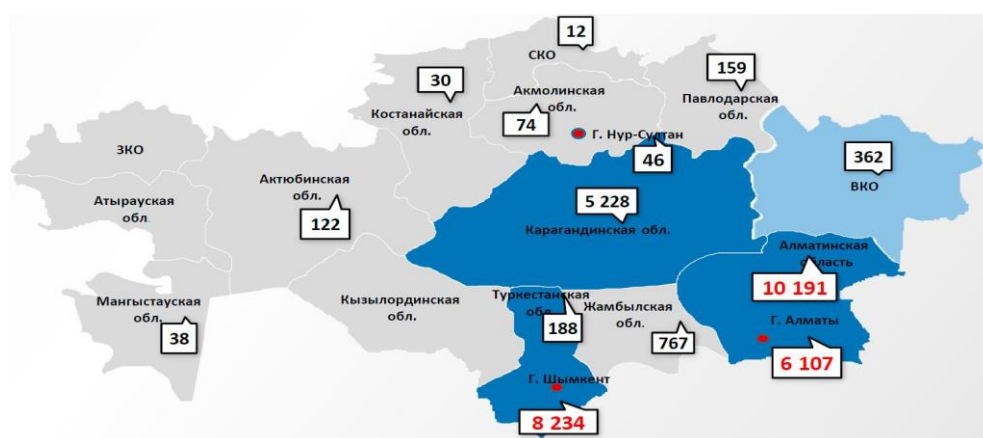 12
СКО
30
159
Акмолинская
обл.
74
Костанайская
обл.
Павлодарская
обл.
Г. Нур-Султан
46
ЗКО
362
ВКО
Актюбинская
обл.
122
Атырауская
обл.
5 228
Карагандинская обл.
Алматинская
область
10 191
Мангыстауская
обл.
38
Кызылординская
обл.
Туркестанская
обл.
188
Жамбылская
обл.
767
Г. Алматы
6 107
Г. Шымкент
8 234